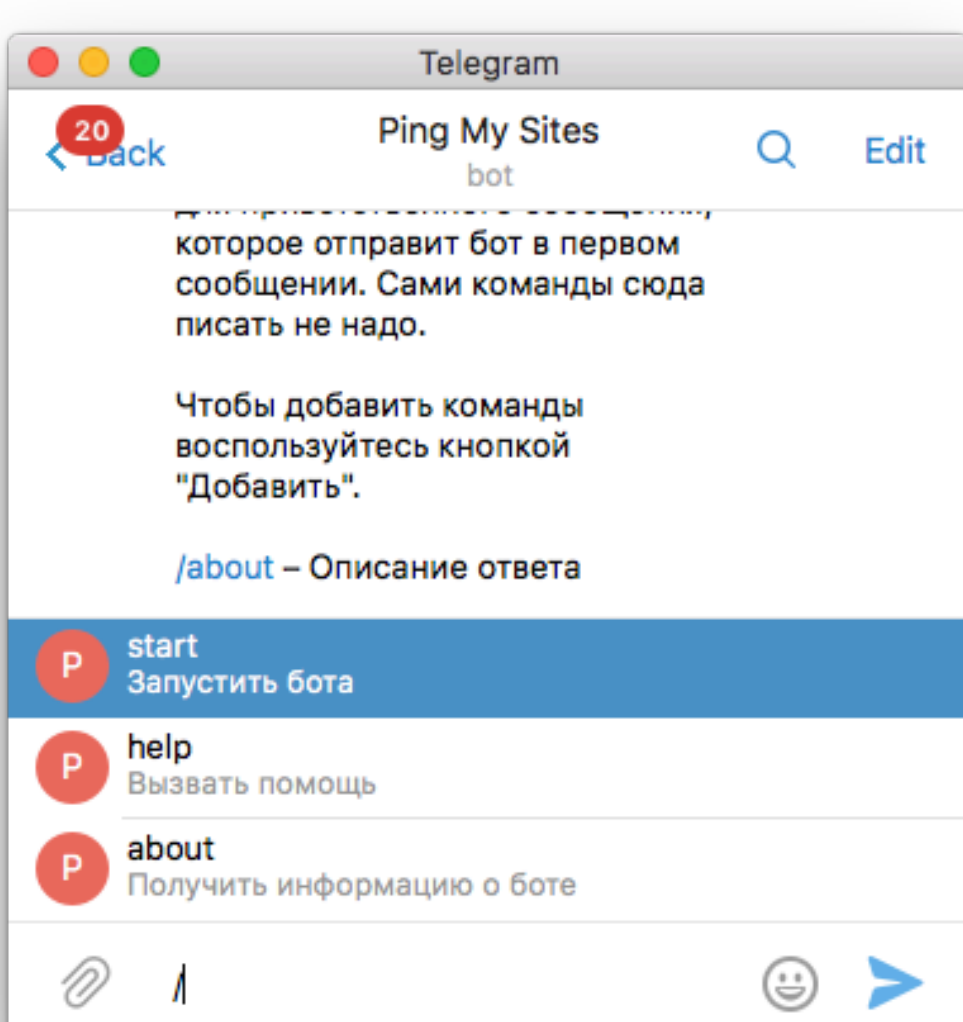 Telegram
20
Back
Ping My Sites
bot
Edit
которое отправит бот в первом
сообщении. Сами команды сюда
писать не надо.
Чтобы добавить команды
воспользуйтесь кнопкой
"Добавить".
/about – Описание ответа
P
start
Запустить бота
P
help
Вызвать помощь
P
about
Получить информацию о боте
/